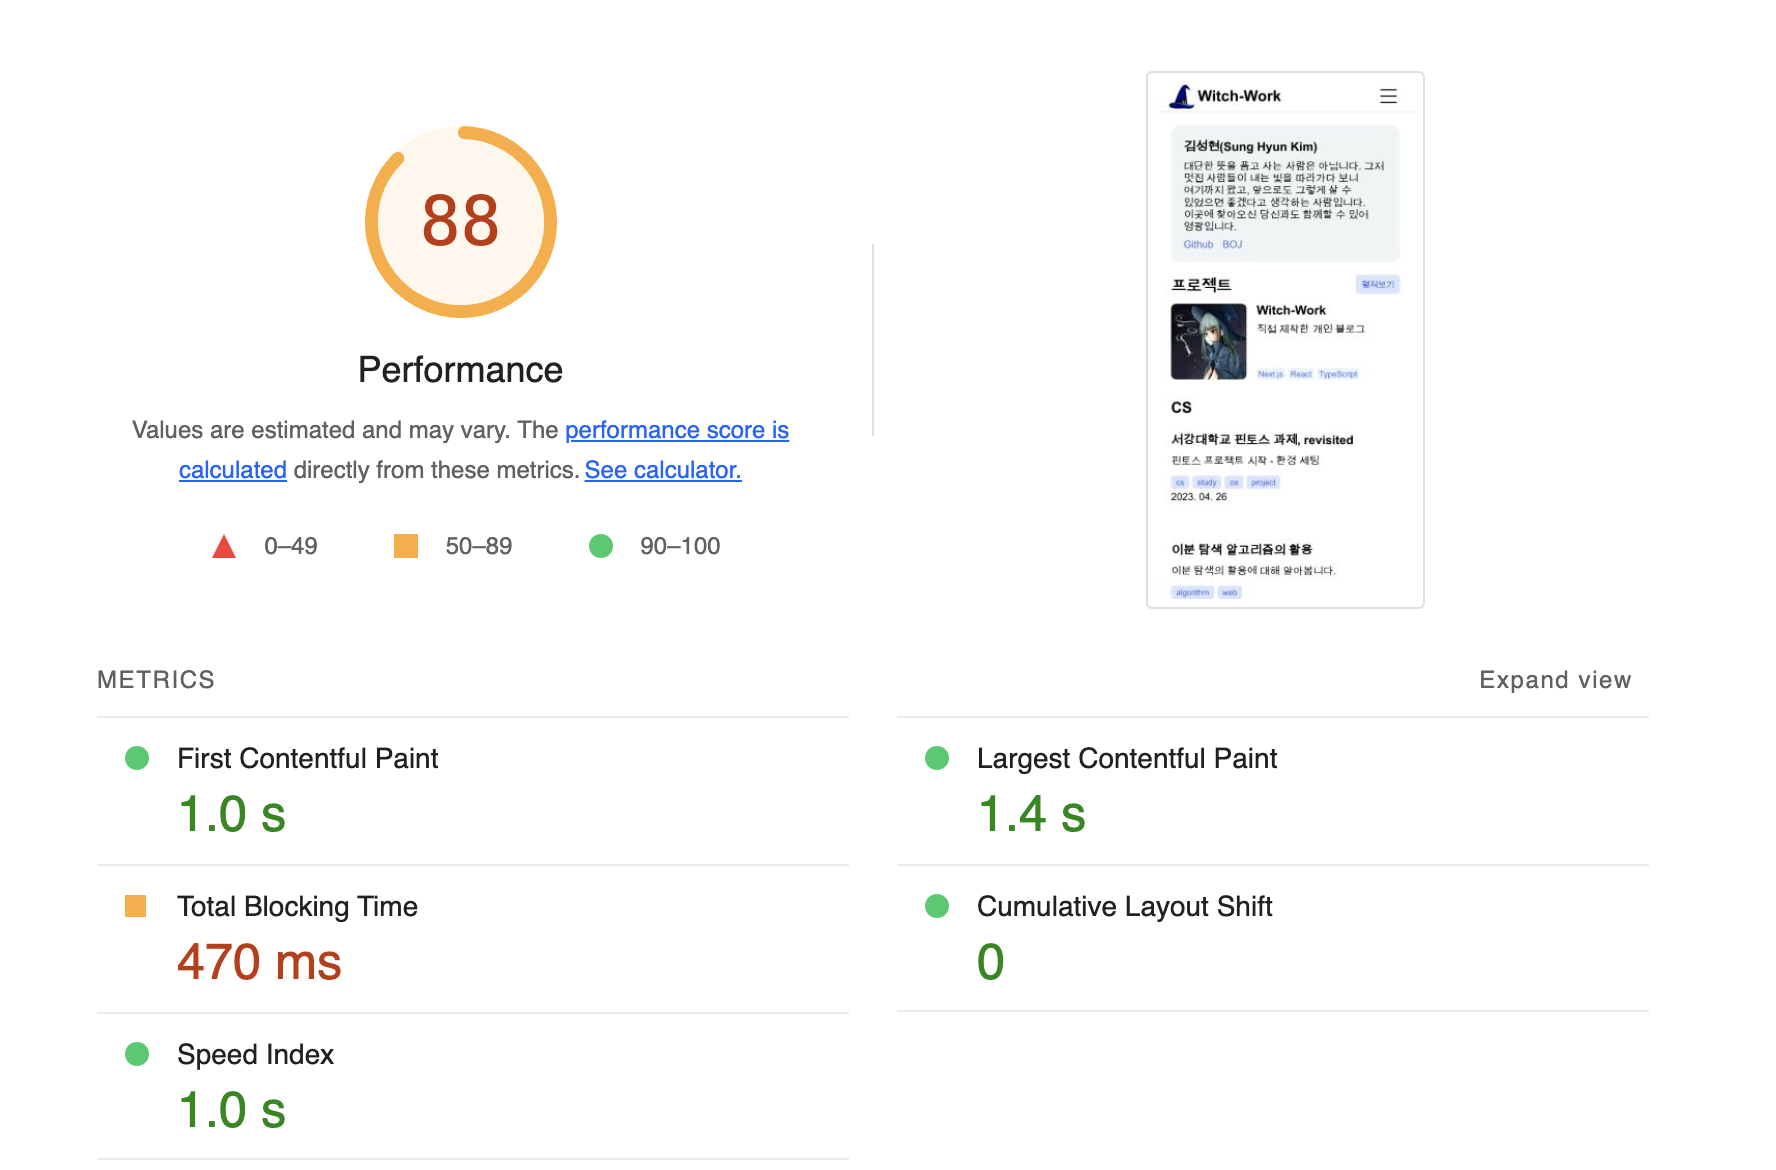 88
Performance
Values are estimated and may vary. The performance score is
calculated directly from these metrics. See calculator.
0–49
50–89
90–100
Witch-Work
김성현(Sung Hyun Kim)
대단한 뜻을 품고 사는 사람은 아닙니다. 그저
멋진 사람들이 내는 빛을 따라가다 보니
여기까지 왔고, 앞으로도 그렇게 살 수
있었으면 좋겠다고 생각하는 사람입니다.
이곳에 찾아오신 당신과도 함께할 수 있어
영광입니다.
Github BOJ
프로젝트
펼쳐보기
Witch-Work
직접 제작한 개인 블로그
Next.js React TypeScript
CS
서강대학교 핀토스 과제, revisited
핀토스 프로젝트 시작 - 환경 세팅
cs study os project
2023. 04. 26
이분 탐색 알고리즘의 활용
이분 탐색의 활용에 대해 알아봅니다.
algorithm web
METRICS
Expand view
First Contentful Paint
1.0 s
Largest Contentful Paint
1.4 s
Total Blocking Time
470 ms
Cumulative Layout Shift
0
Speed Index
1.0 s